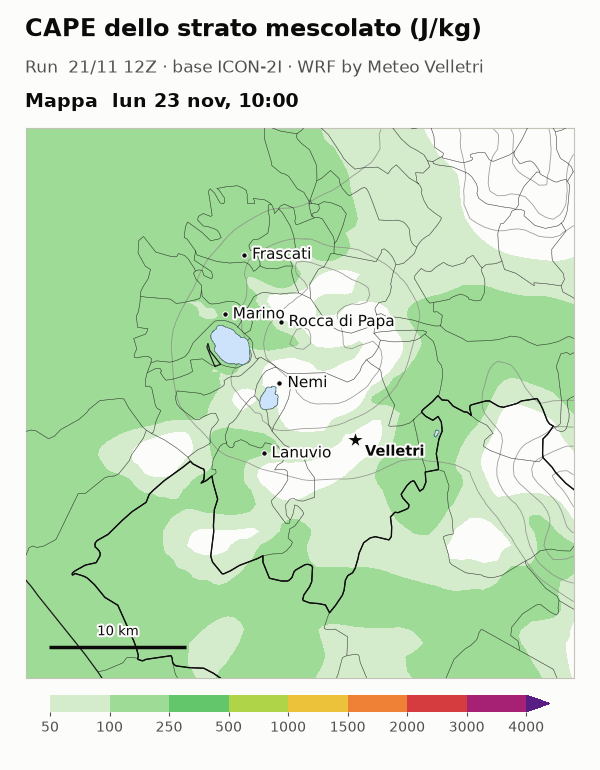 CAPE dello strato mescolato (J/kg)
Run  21/11 12Z · base ICON-2I · WRF by Meteo Velletri
Mappa  lun 23 nov, 10:00
Frascati
Marino
Rocca di Papa
Nemi
Velletri
Lanuvio
10 km
50 100 250 500 1000 1500 2000 3000 4000